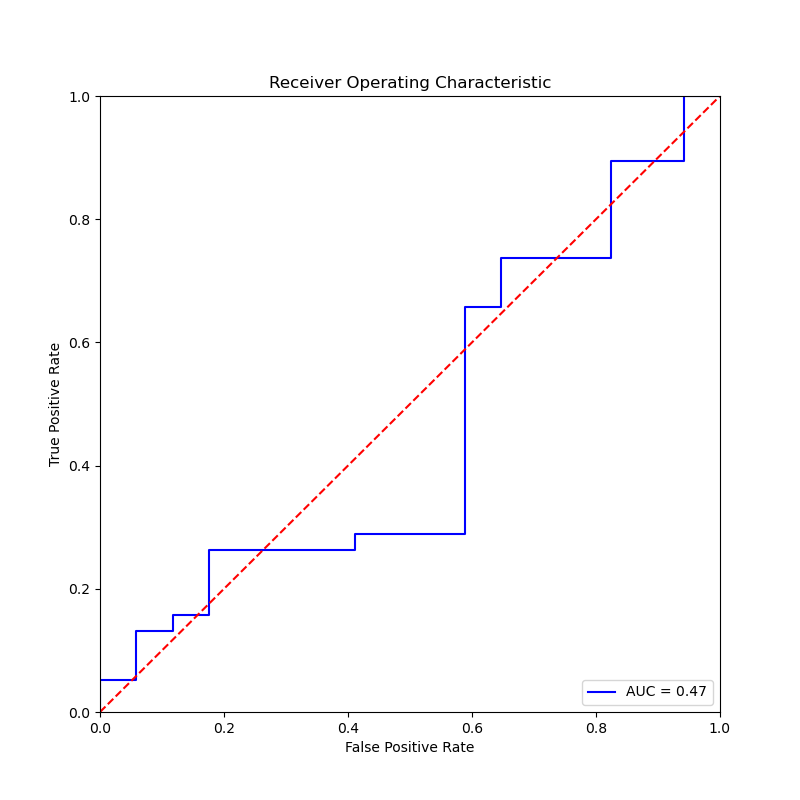 Receiver Operating Characteristic
1.0
0.8
0.6
0.4
0.2
0.0
True Positive Rate
AUC = 0.47
0.0 0.2 0.4 0.6 0.8 1.0
False Positive Rate